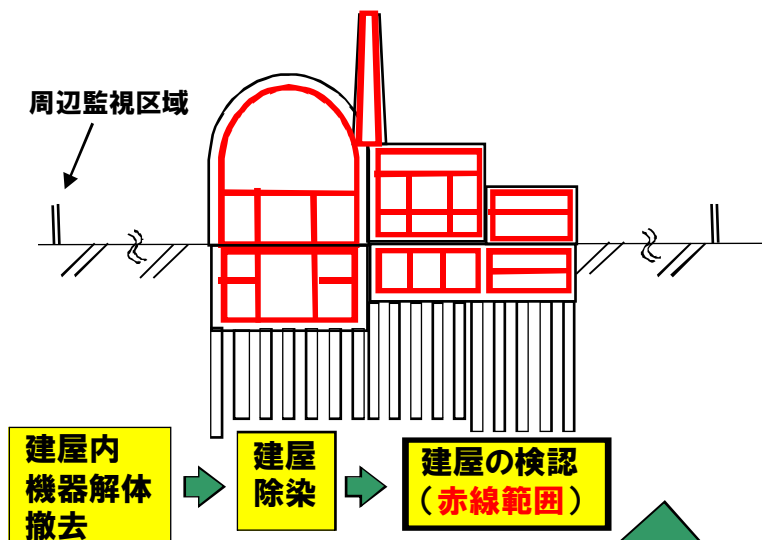 周辺監視区域
建屋内
機器解体
撤去
建屋
除染
建屋の検認
（赤線範囲）